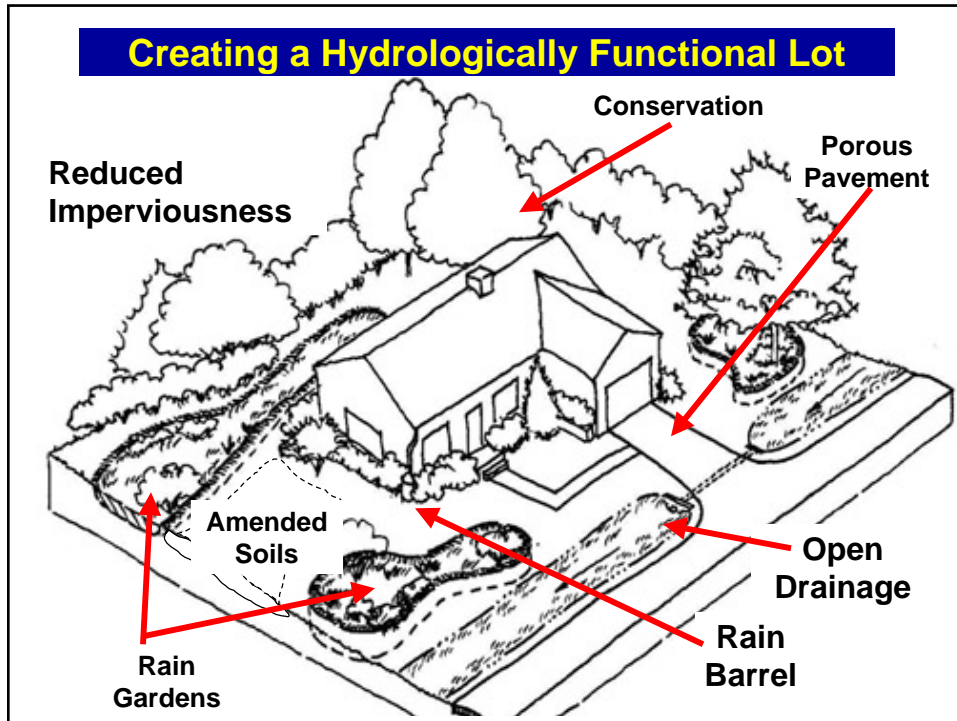 Creating a Hydrologically Functional Lot
Conservation
Porous
Pavement
Reduced
Imperviousness
Amended
Soils
Open
Drainage
Rain
Barrel
Rain
Gardens